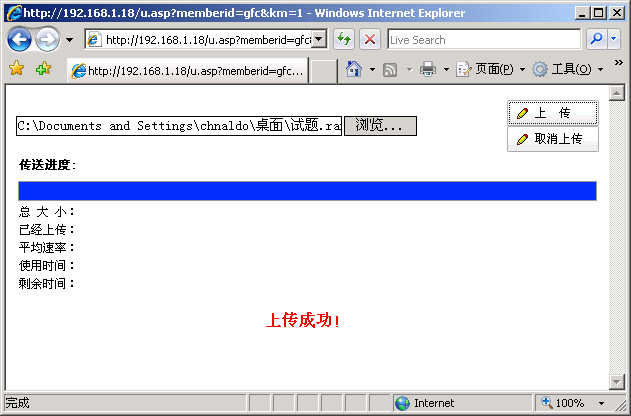 http://192.168.1.18/u.asp?memberid=gfc&km=1 - Windows Internet Explorer
http://192.168.1.18/u.asp?memberid=gfc&
Live Search
http://192.168.1.18/u.asp?memberid=gfc...
页面(P)
工具(O)
上 传
C:\Documents and Settings\chnaldo\桌面\试题.ra
浏览...
取消上传
传送进度:
总 大 小:
已经上传:
平均速率:
使用时间:
剩余时间:
上传成功!
完成
Internet
100%